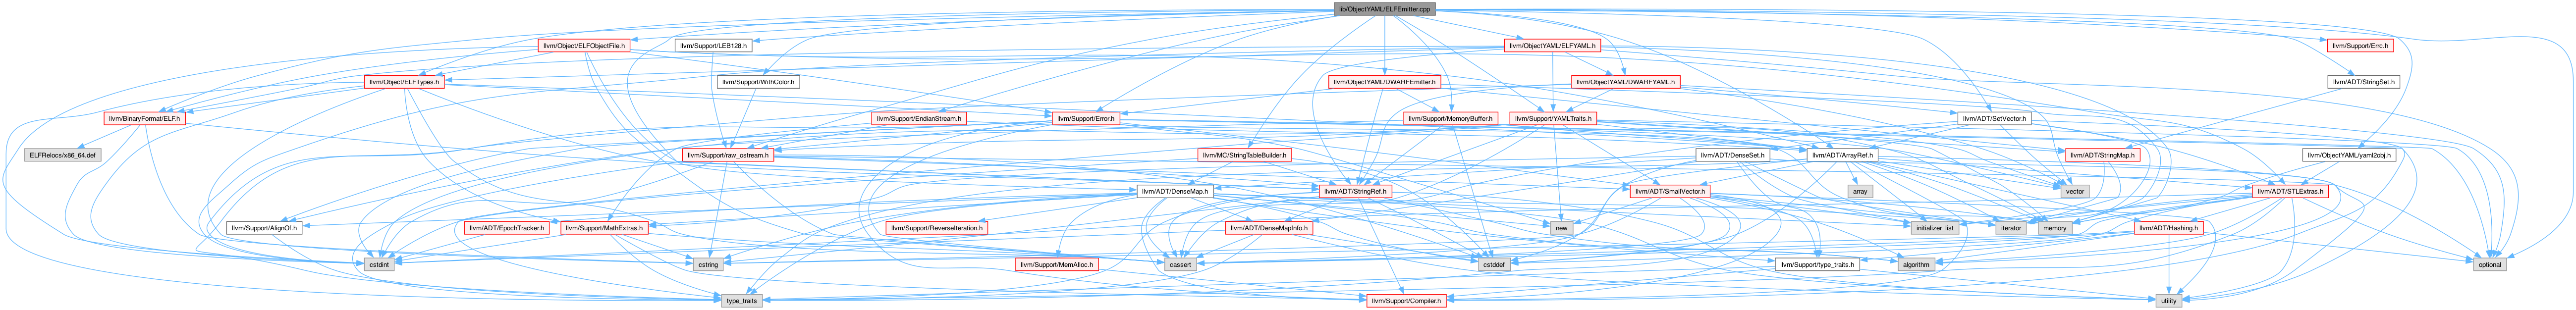 lib/ObjectYAML/ELFEmitter.cpp
llvm/Object/ELFObjectFile.h
llvm/Support/LEB128.h
llvm/ObjectYAML/ELFYAML.h
llvm/Support/Errc.h
llvm/Object/ELFTypes.h
llvm/Support/WithColor.h
llvm/ObjectYAML/DWARFEmitter.h
llvm/ObjectYAML/DWARFYAML.h
llvm/ADT/StringSet.h
llvm/BinaryFormat/ELF.h
llvm/Support/EndianStream.h
llvm/Support/Error.h
llvm/Support/MemoryBuffer.h
llvm/Support/YAMLTraits.h
llvm/ADT/SetVector.h
ELFRelocs/x86_64.def
llvm/Support/raw_ostream.h
llvm/MC/StringTableBuilder.h
llvm/ADT/DenseSet.h
llvm/ADT/ArrayRef.h
llvm/ADT/StringMap.h
llvm/ObjectYAML/yaml2obj.h
llvm/ADT/DenseMap.h
llvm/ADT/StringRef.h
llvm/ADT/SmallVector.h
array
vector
llvm/ADT/STLExtras.h
llvm/Support/AlignOf.h
llvm/ADT/EpochTracker.h
llvm/Support/MathExtras.h
llvm/Support/ReverseIteration.h
llvm/ADT/DenseMapInfo.h
new
initializer_list
iterator
memory
llvm/ADT/Hashing.h
cstdint
cstring
llvm/Support/MemAlloc.h
cassert
cstddef
llvm/Support/type_traits.h
algorithm
optional
type_traits
llvm/Support/Compiler.h
utility